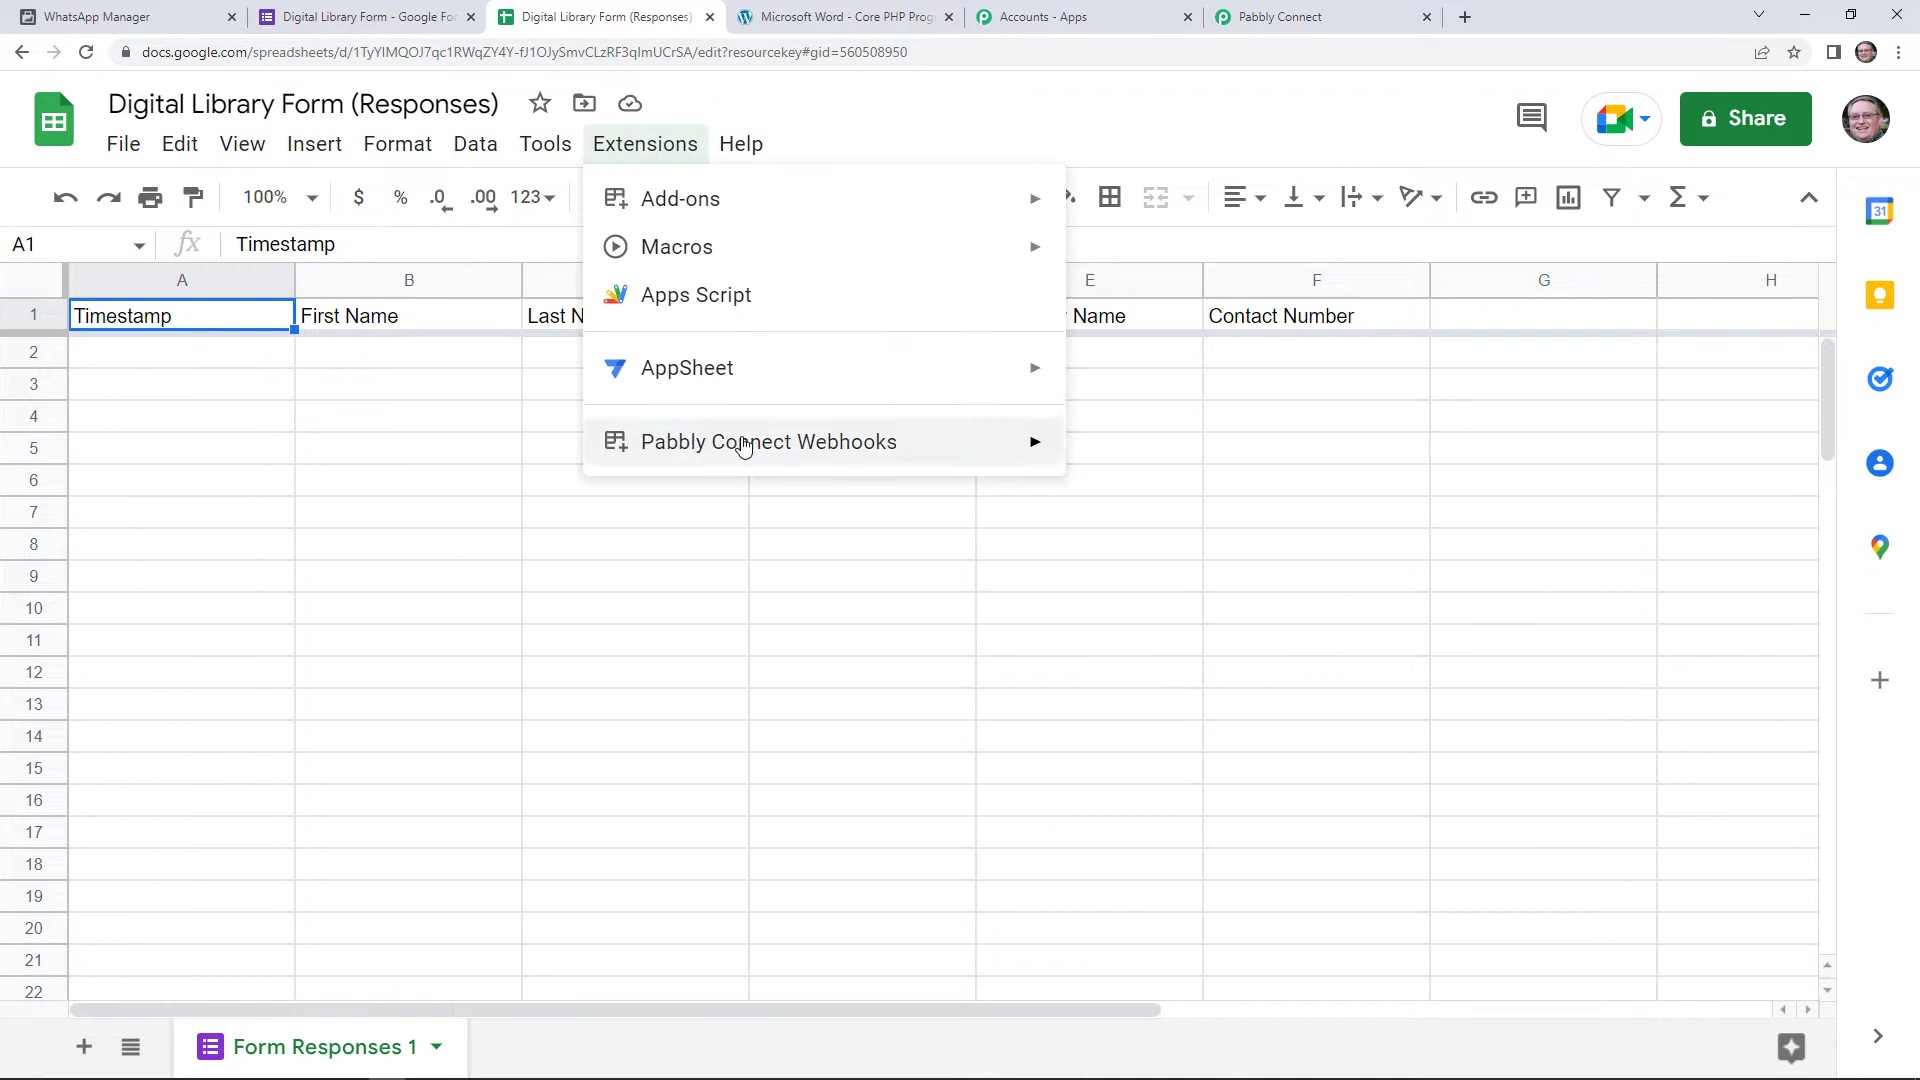 WhatsApp Manager
Digital Library Form - Google Fo
Digital Library Form (Responses)
Microsoft Word - Core PHP Prog
Accounts - Apps
Pabbly Connect
docs.google.com/spreadsheets/d/1TyYIMQOJ7qc1RWqZY4Y-fJ1OJySmvCLzRF3qlmUCrSA/edit?resourcekey#gid=560508950
Digital Library Form (Responses)
Share
File Edit View Insert Format Data Tools Extensions Help
100% $ % .0 .00 123
Add-ons
Macros
Apps Script
AppSheet
Pabbly Connect Webhooks
A1 fx Timestamp
A B E F G H
1 Timestamp First Name Last N Name Contact Number
2
3
4
5
6
7
8
9
10
11
12
13
14
15
16
17
18
19
20
21
22
Form Responses 1
31